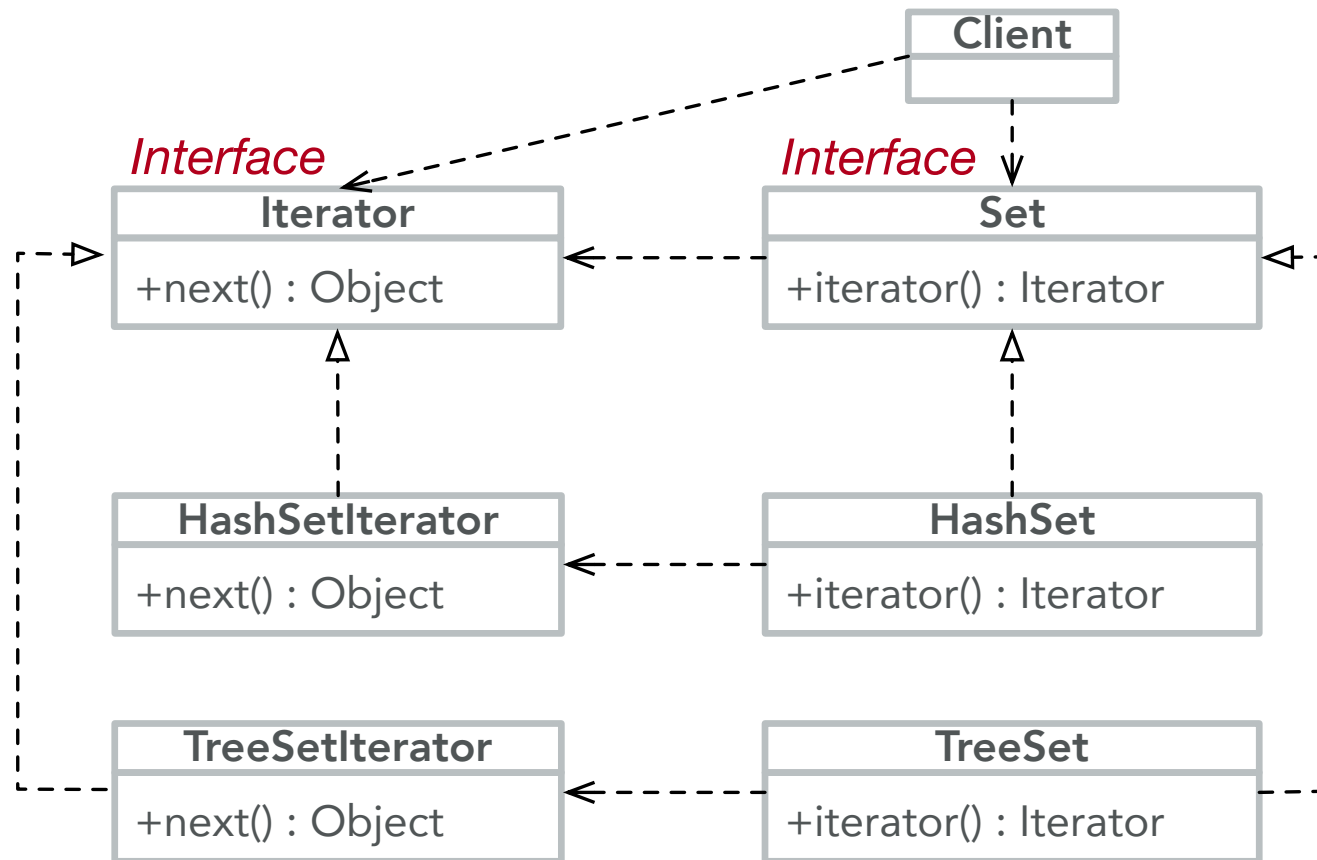 Client
Interface
Interface
Iterator
Set
+next() : Object
+iterator() : Iterator
HashSetIterator
HashSet
+next() : Object
+iterator() : Iterator
TreeSetIterator
TreeSet
+next() : Object
+iterator() : Iterator